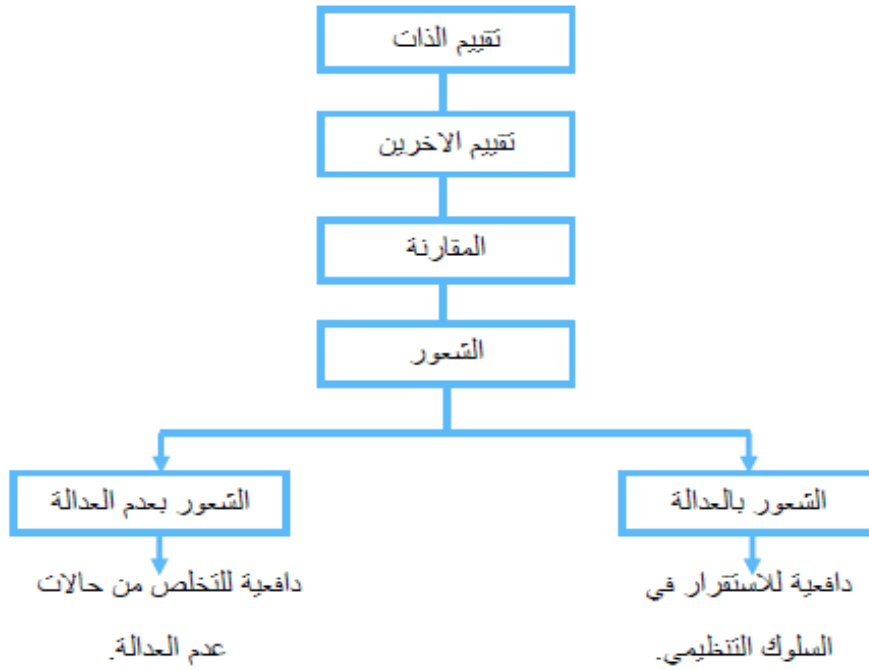 تقييم الذات
تقييم الاخرين
المقارنة
الشعور
الشعور بالعدالة
الشعور بعدم العدالة
دافعية للاستقرار في
السلوك التنظيمي.
دافعية للتخلص من حالات
عدم العدالة.